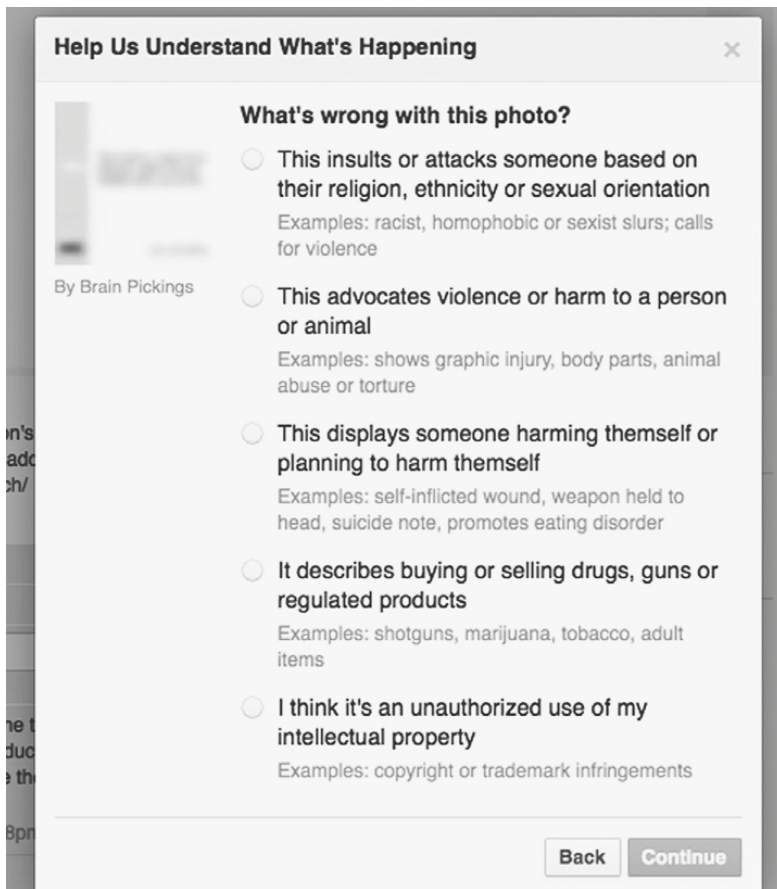 Help Us Understand What's Happening
×
What's wrong with this photo?
This insults or attacks someone based on
their religion, ethnicity or sexual orientation
Examples: racist, homophobic or sexist slurs; calls
for violence
By Brain Pickings
This advocates violence or harm to a person
or animal
Examples: shows graphic injury, body parts, animal
abuse or torture
This displays someone harming themself or
planning to harm themself
Examples: self-inflicted wound, weapon held to
head, suicide note, promotes eating disorder
It describes buying or selling drugs, guns or
regulated products
Examples: shotguns, marijuana, tobacco, adult
items
I think it's an unauthorized use of my
intellectual property
Examples: copyright or trademark infringements
Back
Continue